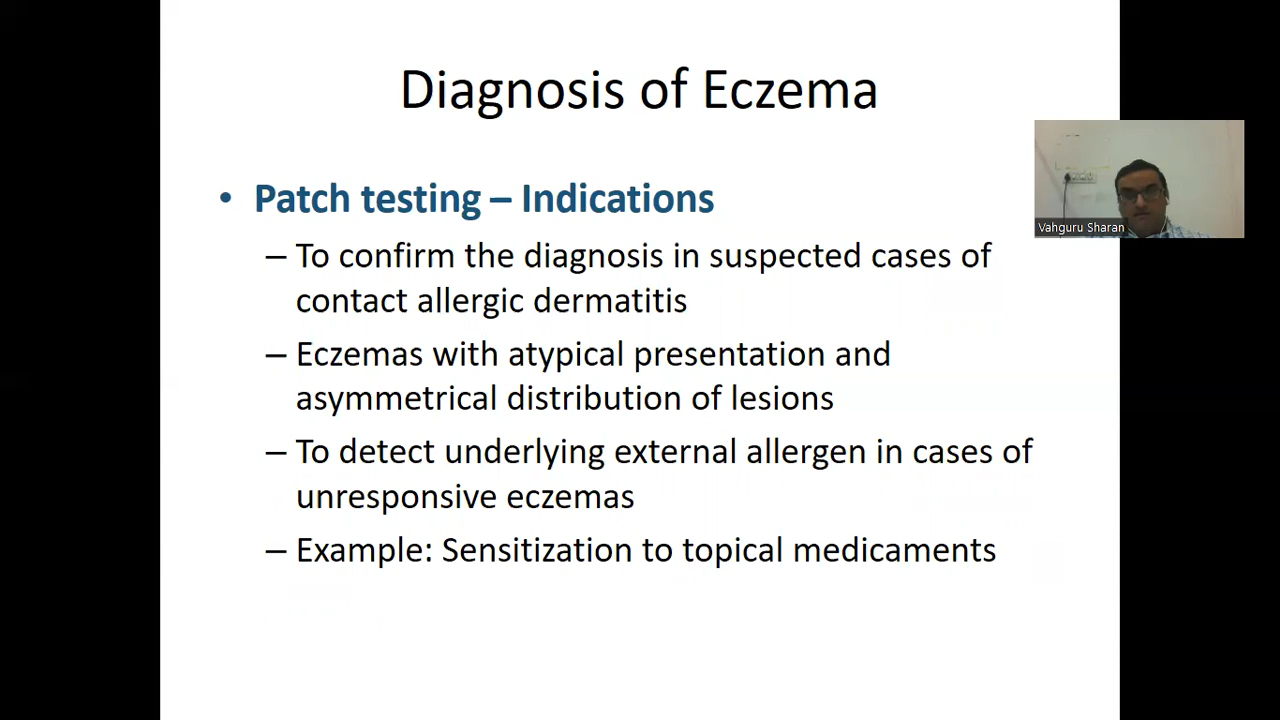 Diagnosis of Eczema
• Patch testing – Indications
– To confirm the diagnosis in suspected cases of
contact allergic dermatitis
– Eczemas with atypical presentation and
asymmetrical distribution of lesions
– To detect underlying external allergen in cases of
unresponsive eczemas
– Example: Sensitization to topical medicaments
Vahguru Sharan